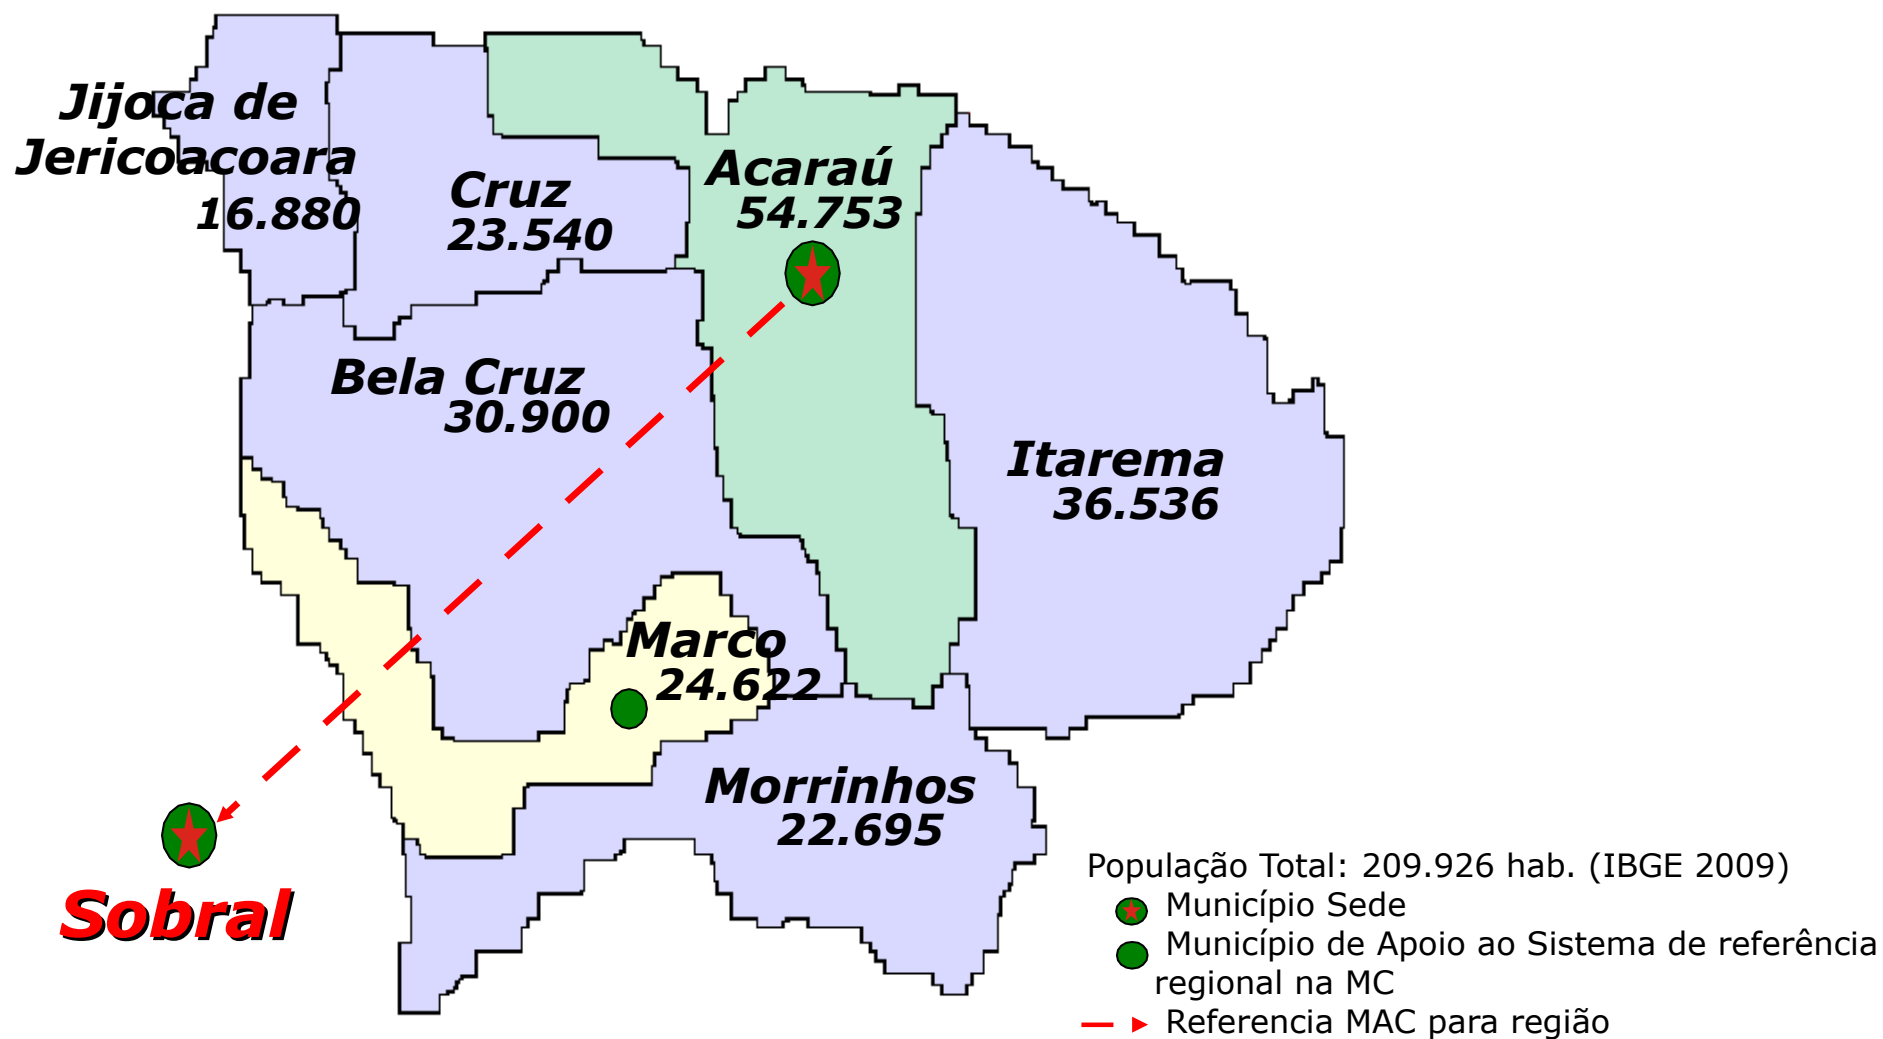 Jijoca de
Jericoacoara
16.880
Cruz
23.540
Acaraú
54.753
Bela Cruz
30.900
Itarema
36.536
Marco
24.622
Morrinhos
22.695
Sobral
População Total: 209.926 hab. (IBGE 2009)
Município Sede
Município de Apoio ao Sistema de referência
regional na MC
Referencia MAC para região